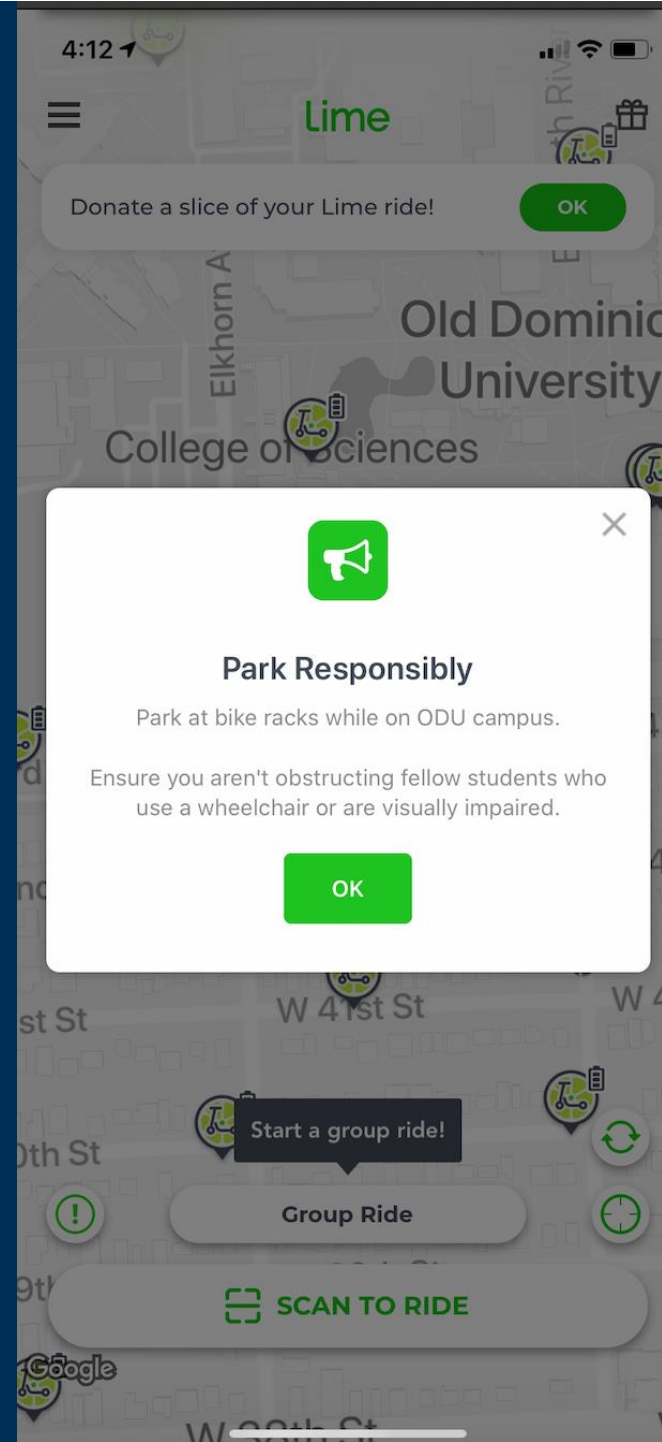 4:12
Lime
Donate a slice of your Lime ride!
OK
Elkhorn A
Old Dominic
University
College of Sciences
Park Responsibly
Park at bike racks while on ODU campus.
Ensure you aren't obstructing fellow students who
use a wheelchair or are visually impaired.
OK
st St
W 41st St
W 4
Start a group ride!
0th St
Group Ride
9th
SCAN TO RIDE
Google
W 38th St